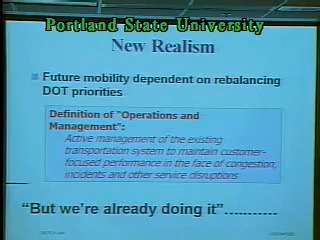 Portland State University
New Realism
Future mobility dependent on rebalancing
DOT priorities
Definition of "Operations and
Management":
Active management of the existing
transportation system to maintain customer-
focused performance in the face of congestion,
incidents and other service disruptions
"But we're already doing it"...........